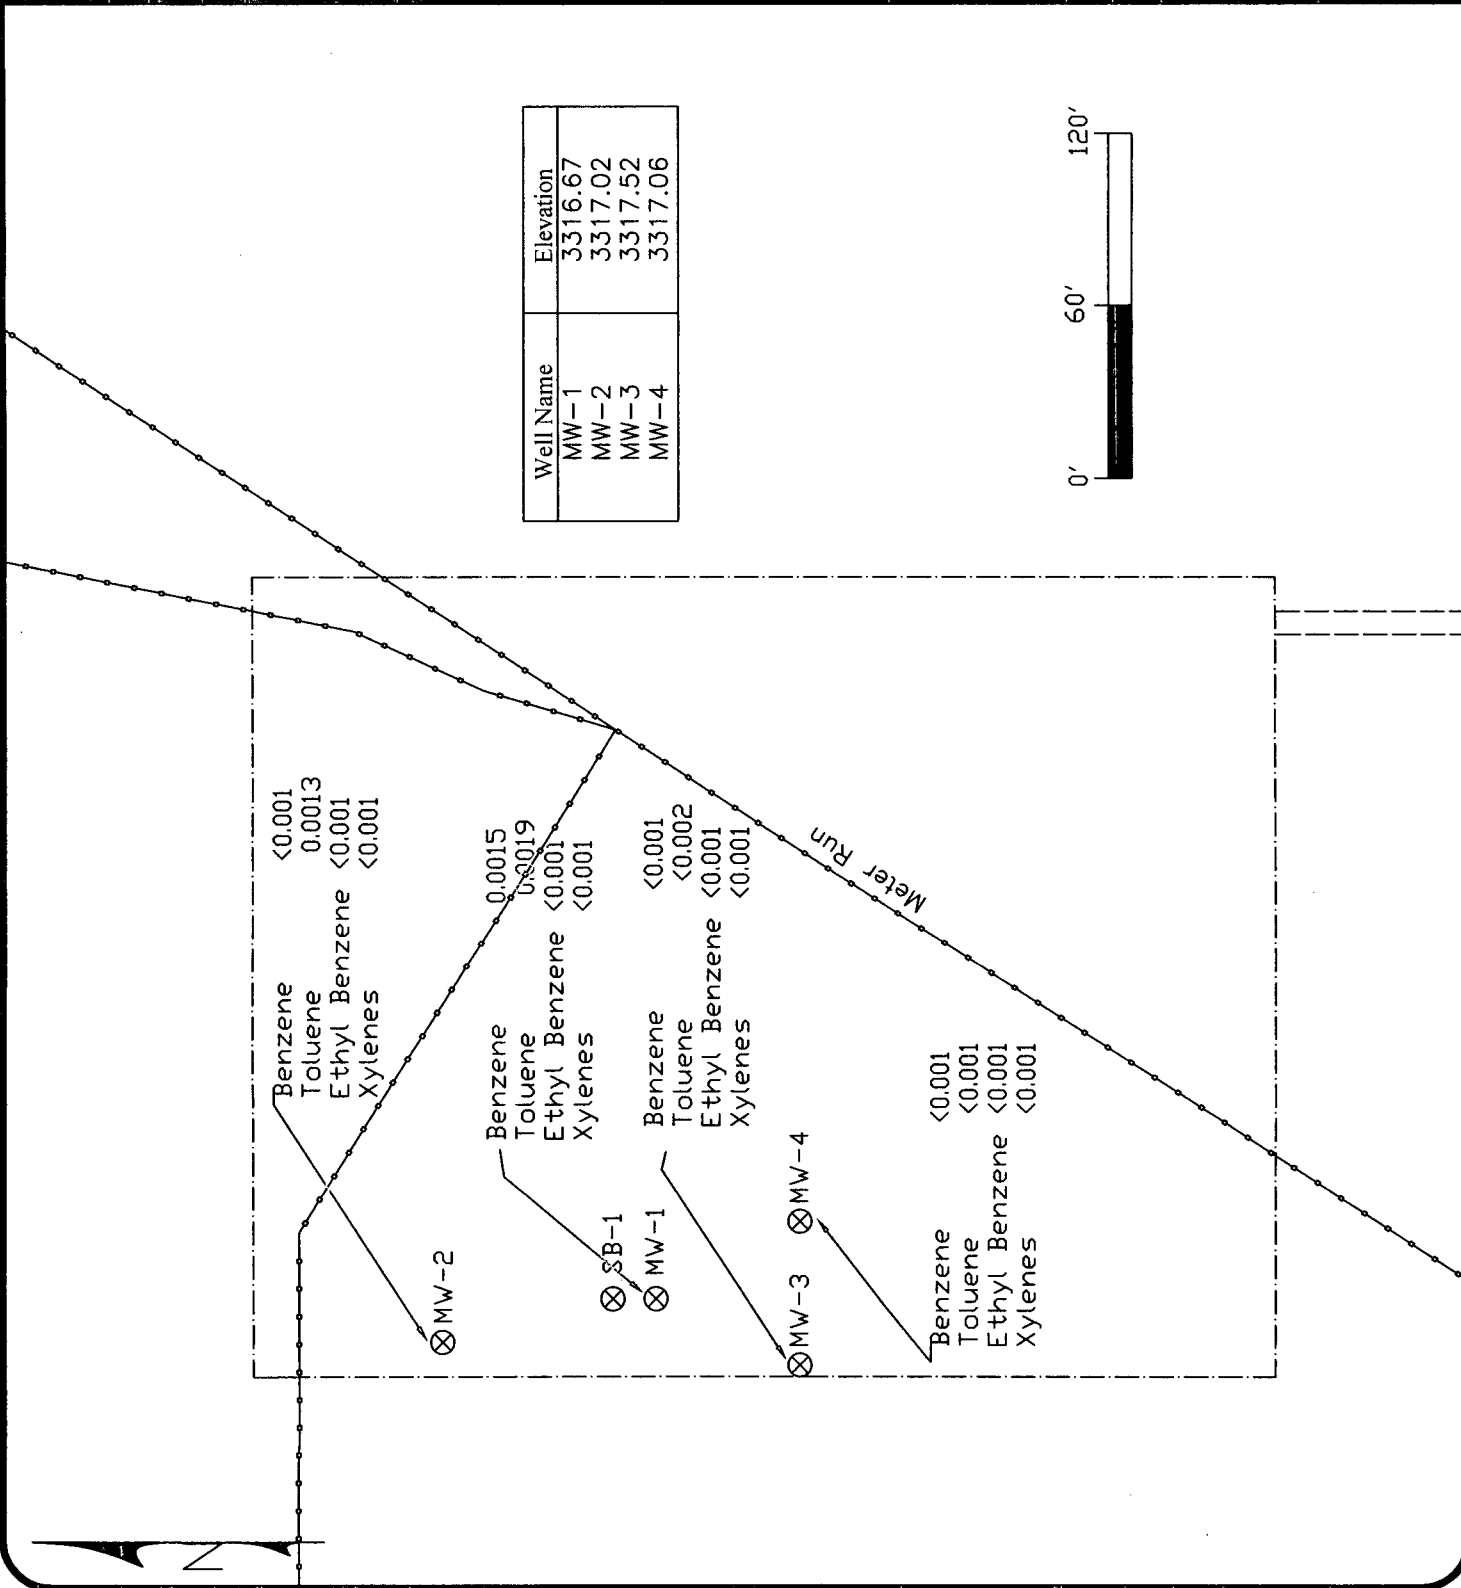 Well Name Elevation
MW-1 3316.67
MW-2 3317.02
MW-3 3317.52
MW-4 3317.06
Benzene <0.001
Toluene 0.0013
Ethyl Benzene <0.001
Xylenes <0.001
MW-2
Benzene 0.0015
Toluene 0.0019
Ethyl Benzene <0.001
Xylenes <0.001
SB-1
MW-1
Benzene <0.001
Toluene <0.002
Ethyl Benzene <0.001
Xylenes <0.001
MW-3
MW-4
Benzene <0.001
Toluene <0.001
Ethyl Benzene <0.001
Xylenes <0.001
Meter Run
0' 60' 120'
N